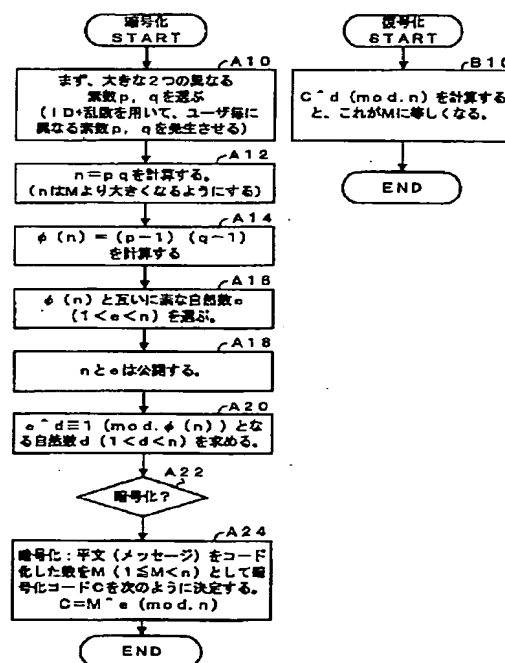 暗号化
START
A10
まず、大きな2つの異なる
素数p，qを選ぶ
(ID+乱数を用いて、ユーザ毎に
異なる素数p，qを発生させる)
A12
n=pqを計算する。
(nはMより大きくなるようにする)
A14
φ(n)=(p-1)(q-1)
を計算する
A16
φ(n)と互いに素な自然数e
(1<e<n)を選ぶ。
A18
nとeは公開する。
A20
e^d≡1(mod.φ(n))とな
る自然数d(1<d<n)を求める。
A22
暗号化?
A24
暗号化:平文(メッセージ)をコード
化した数をM(1≦M<n)として暗
号化コードCを次のように決定する。
C=M^e(mod.n)
END
復号化
START
B10
C^d(mod.n)を計算する
と、これがMに等しくなる。
END